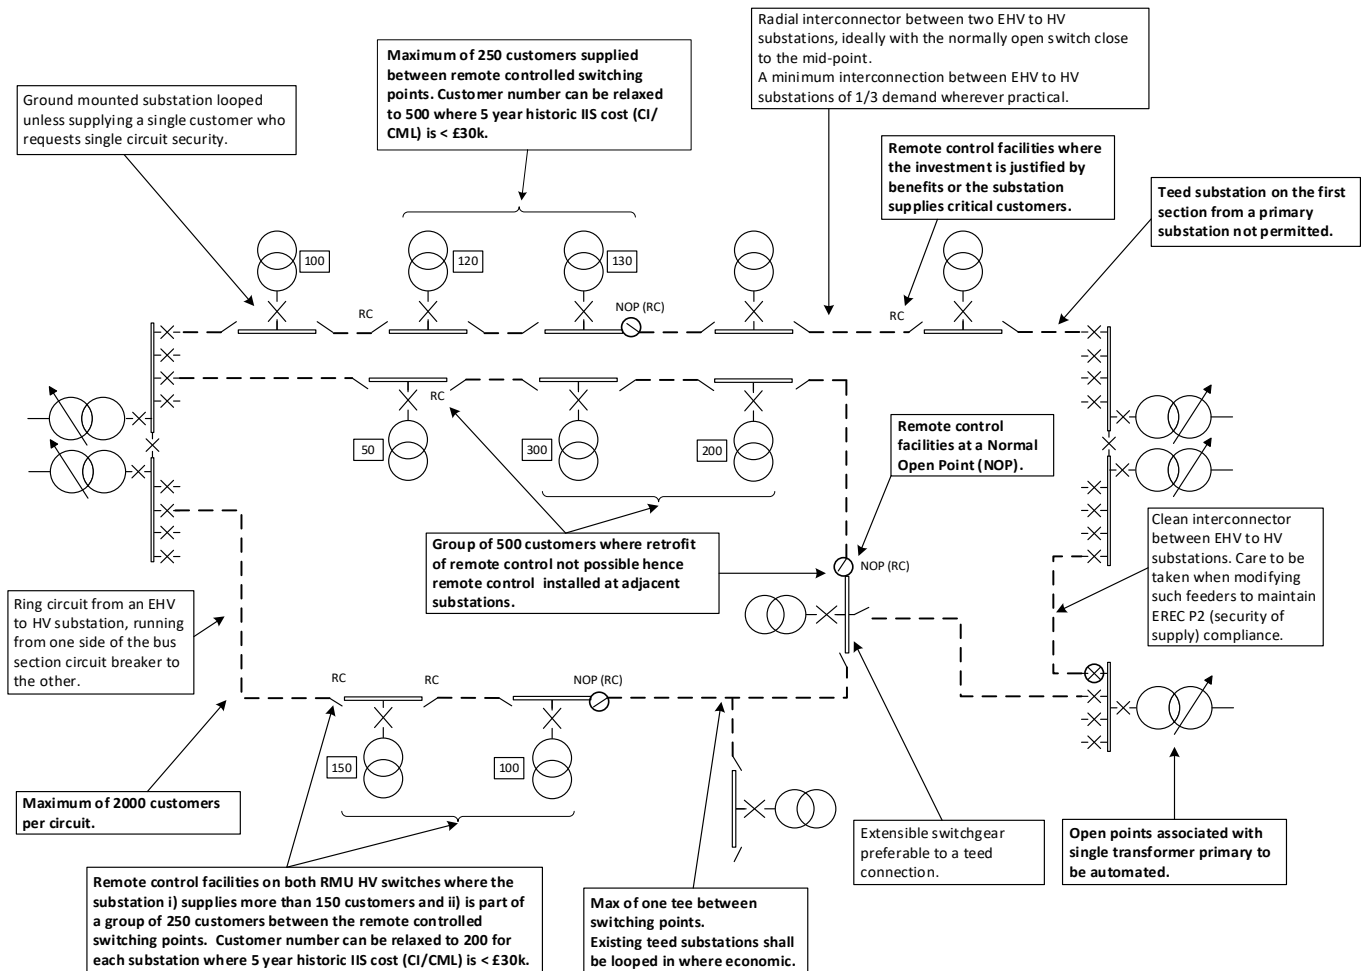 Radial interconnector between two EHV to HV
substations, ideally with the normally open switch close
to the mid-point.
A minimum interconnection between EHV to HV
substations of 1/3 demand wherever practical.
Maximum of 250 customers supplied
between remote controlled switching
points. Customer number can be relaxed
to 500 where 5 year historic IIS cost (CI/
CML) is < £30k.
Ground mounted substation looped
unless supplying a single customer who
requests single circuit security.
Remote control facilities where
the investment is justified by
benefits or the substation
supplies critical customers.
Teed substation on the first
section from a primary
substation not permitted.
100
120
130
RC
NOP (RC)
RC
RC
50
300
200
Remote control
facilities at a Normal
Open Point (NOP).
Group of 500 customers where retrofit
of remote control not possible hence
remote control installed at adjacent
substations.
NOP (RC)
Clean interconnector
between EHV to HV
substations. Care to be
taken when modifying
such feeders to maintain
EREC P2 (security of
supply) compliance.
Ring circuit from an EHV
to HV substation, running
from one side of the bus
section circuit breaker to
the other.
RC
RC
NOP (RC)
150
100
Maximum of 2000 customers
per circuit.
Extensible switchgear
preferable to a teed
connection.
Open points associated with
single transformer primary to
be automated.
Remote control facilities on both RMU HV switches where the
substation i) supplies more than 150 customers and ii) is part of
a group of 250 customers between the remote controlled
switching points. Customer number can be relaxed to 200 for
each substation where 5 year historic IIS cost (CI/CML) is < £30k.
Max of one tee between
switching points.
Existing teed substations shall
be looped in where economic.